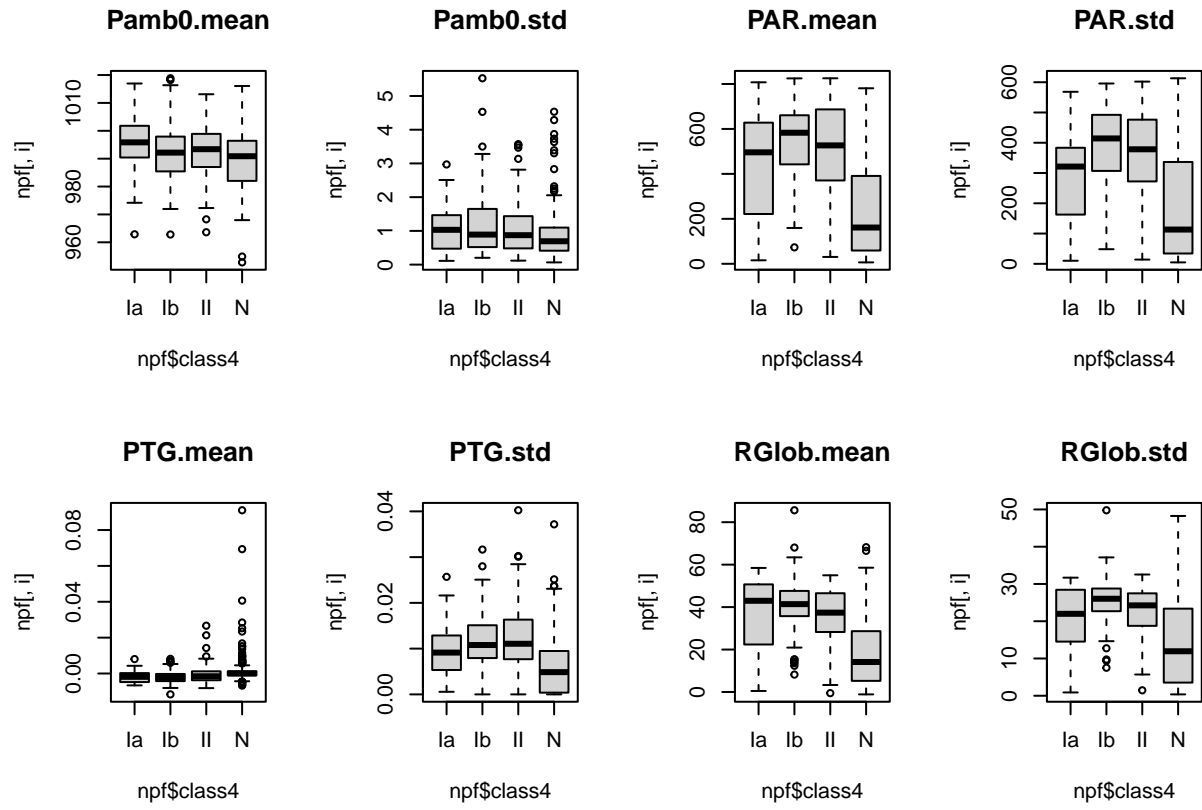 Pamb0.mean
npf[, i]
960
980
1010
Ia Ib II N
npf$class4
Pamb0.std
npf[, i]
0 1 2 3 4 5
Ia Ib II N
npf$class4
PAR.mean
npf[, i]
0 200 600
Ia Ib II N
npf$class4
PAR.std
npf[, i]
0 200 400 600
Ia Ib II N
npf$class4
PTG.mean
npf[, i]
0.00 0.04 0.08
Ia Ib II N
npf$class4
PTG.std
npf[, i]
0.00 0.02 0.04
Ia Ib II N
npf$class4
RGlob.mean
npf[, i]
0 20 40 60 80
Ia Ib II N
npf$class4
RGlob.std
npf[, i]
0 10 30 50
Ia Ib II N
npf$class4